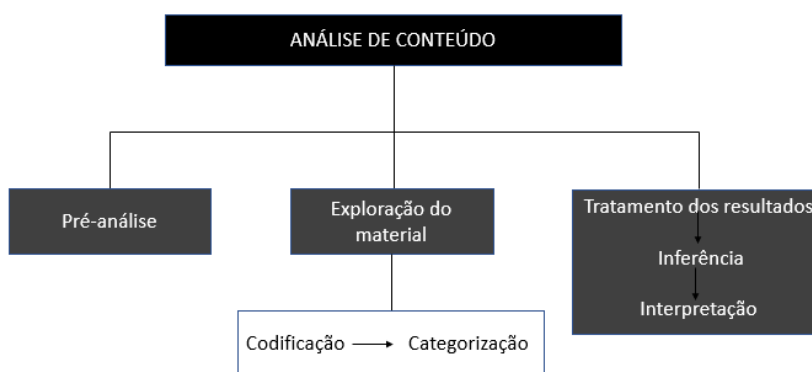 ANÁLISE DE CONTEÚDO
Pré-análise
Exploração do
material
Tratamento dos resultados
Inferência
Interpretação
Codificação
Categorização